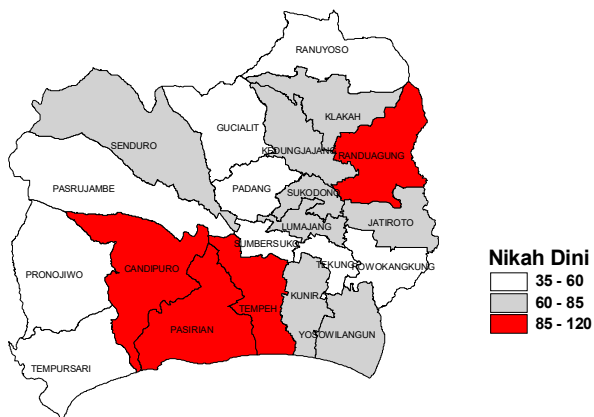 RANUYOSO
KLAKAH
GUCIALIT
SENDURO
KEDUNGJAJANG
RANDUAGUNG
PASRUJAMBE
PADANG
SUKODONO
LUMAJANG
JATIROTO
SUMBERSUKO
PRONOJIWO
CANDIPURO
TEKUNG
ROWOKANGKUNG
KUNIR
TEMPEH
PASIRIAN
YOSOWILANGUN
TEMPURSARI
Nikah Dini
35 - 60
60 - 85
85 - 120